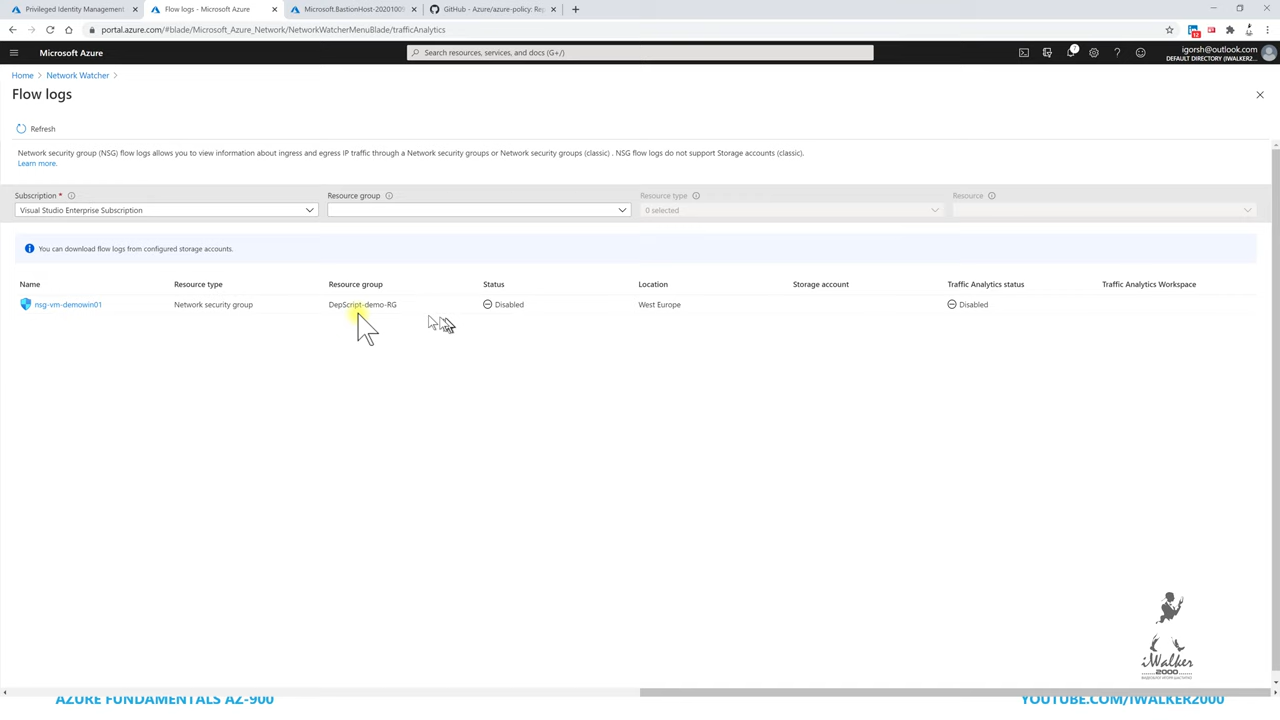 Privileged Identity Management
Flow logs - Microsoft Azure
Microsoft.BastionHost-20201009
GitHub - Azure/azure-policy: Re
portal.azure.com/#blade/Microsoft_Azure_Network/NetworkWatcherMenuBlade/trafficAnalytics
12
Microsoft Azure
Search resources, services, and docs (G+/)
7
igorsh@outlook.com
DEFAULT DIRECTORY (IWALKER2...
Home > Network Watcher >
Flow logs
Refresh
Network security group (NSG) flow logs allows you to view information about ingress and egress IP traffic through a Network security groups or Network security groups (classic) . NSG flow logs do not support Storage accounts (classic).
Learn more.
Subscription * Resource group Resource type Resource
Visual Studio Enterprise Subscription 0 selected
You can download flow logs from configured storage accounts.
Name Resource type Resource group Status Location Storage account Traffic Analytics status Traffic Analytics Workspace
nsg-vm-demowin01 Network security group DepScript-demo-RG Disabled West Europe Disabled
iWalker
2000
AZURE FUNDAMENTALS AZ-900
YOUTUBE.COM/IWALKER2000